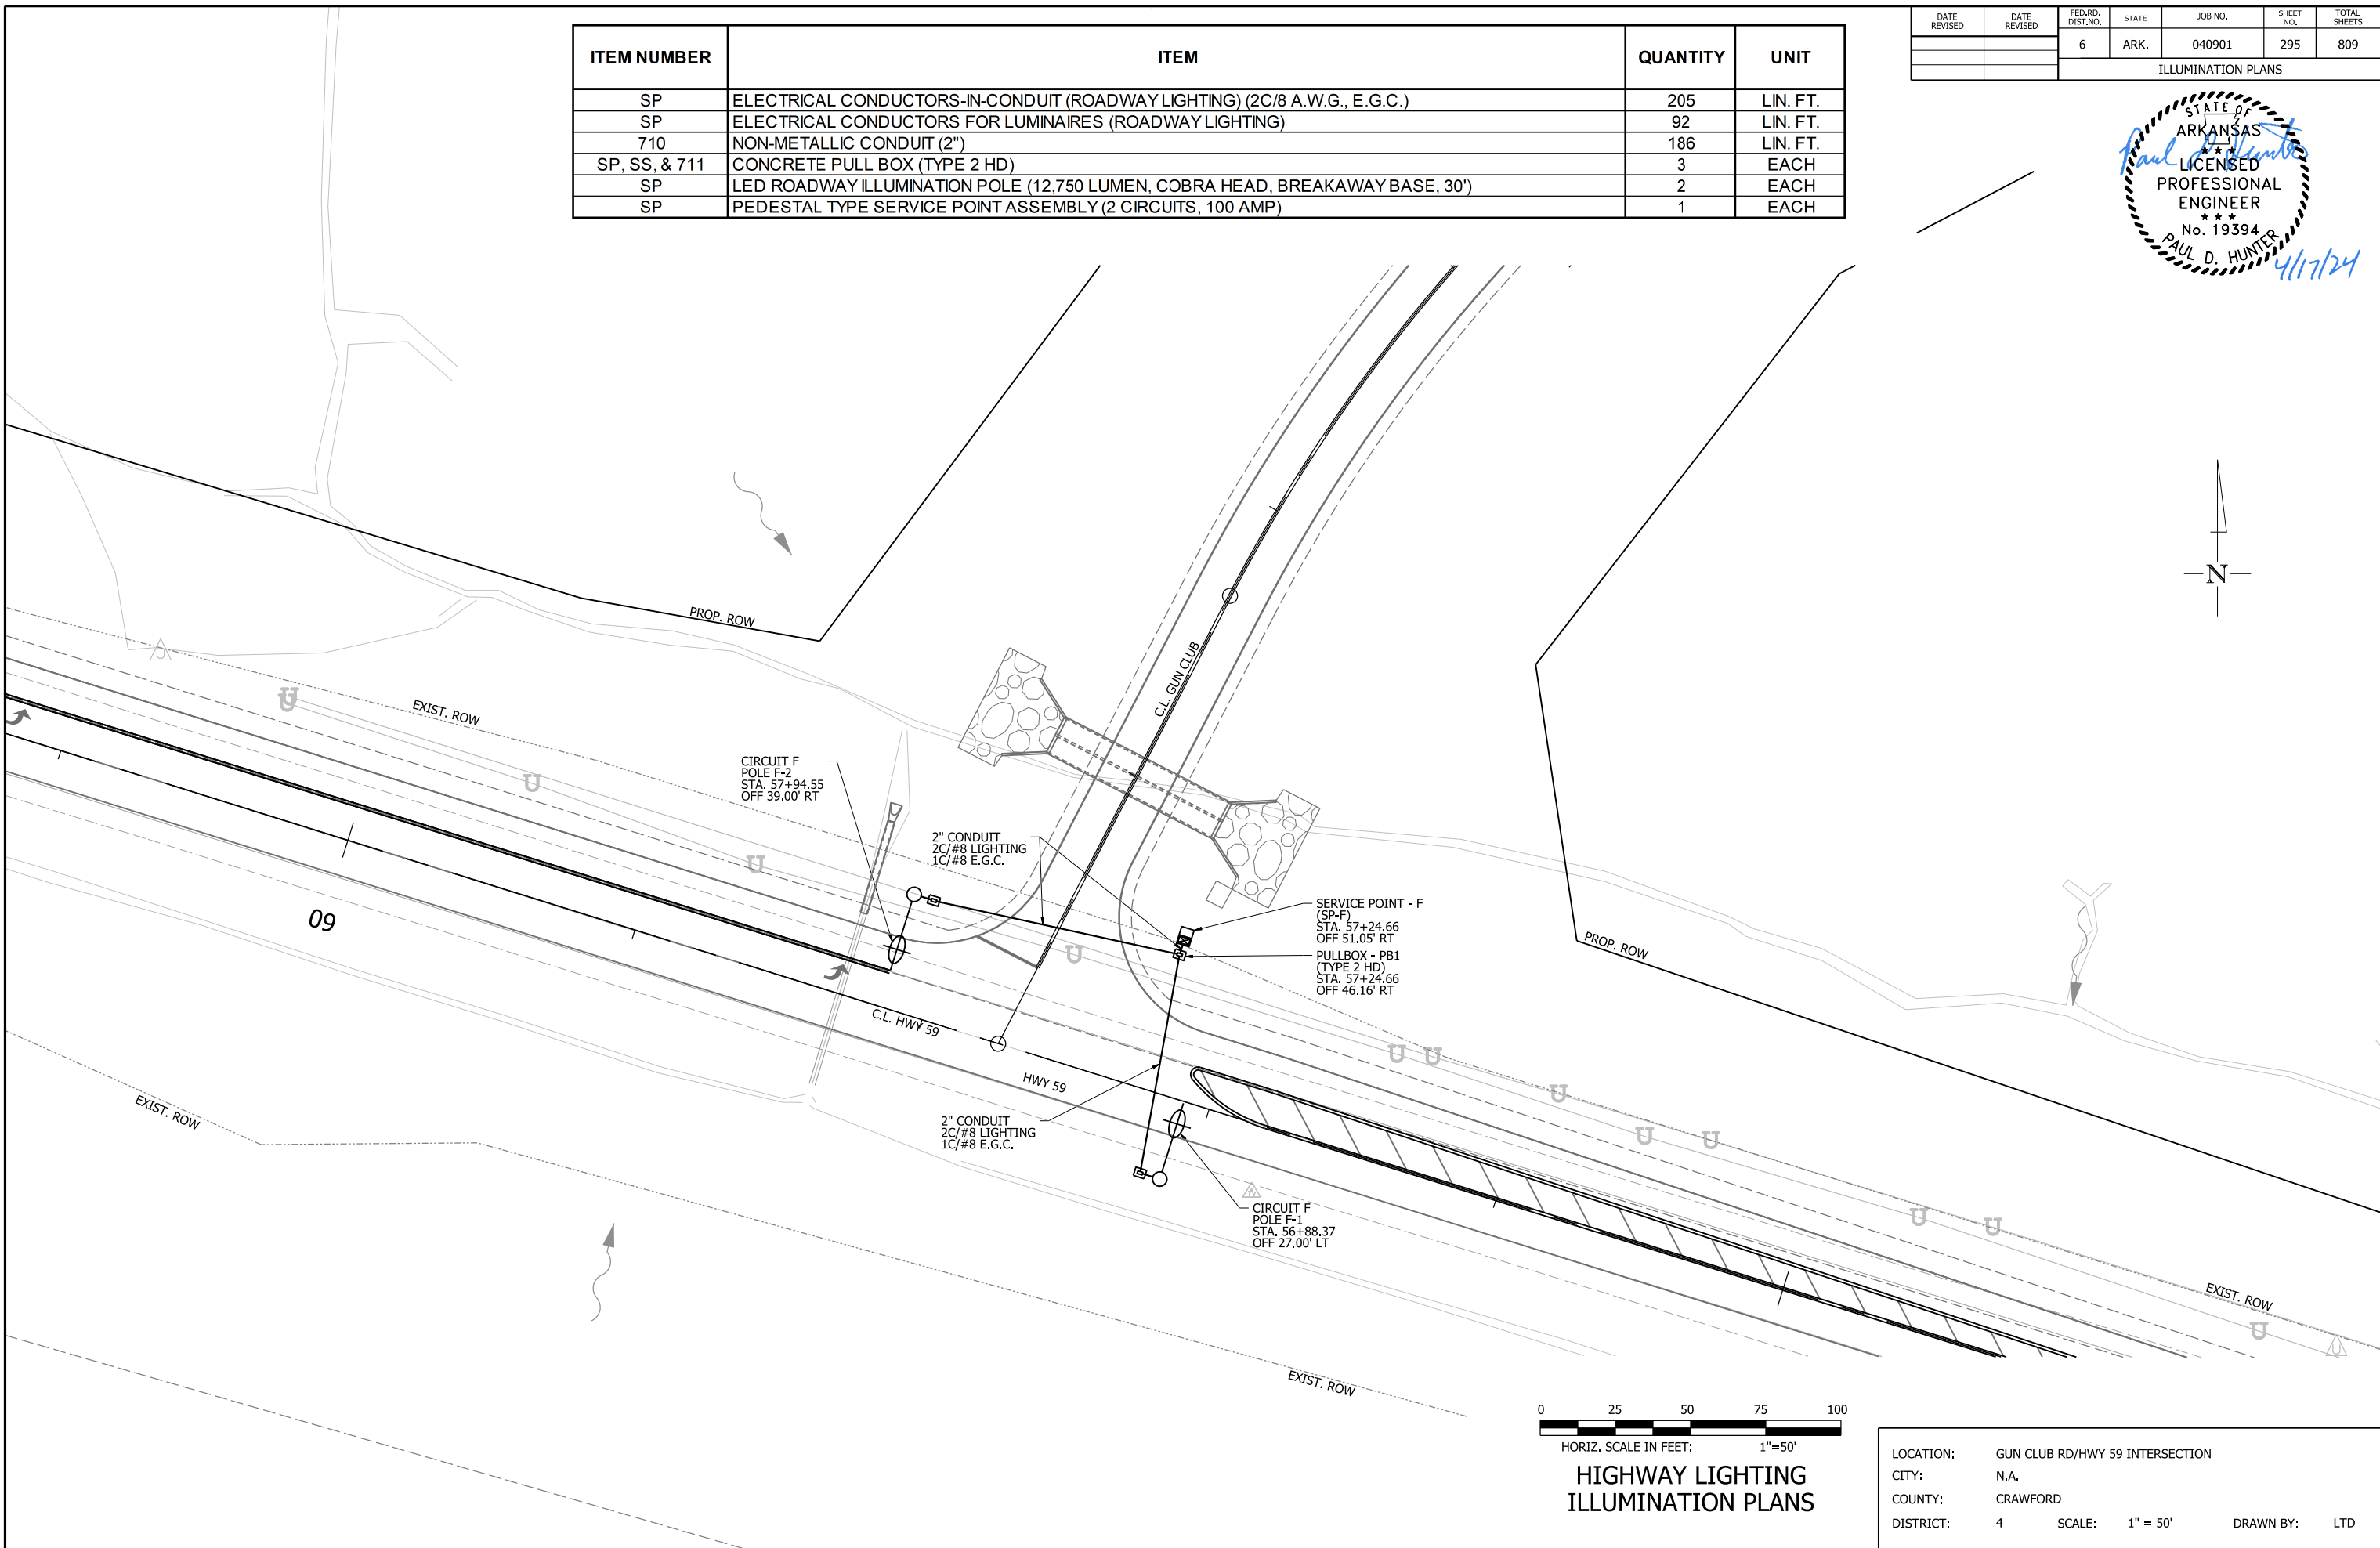 ITEM NUMBER ITEM QUANTITY UNIT
SP ELECTRICAL CONDUCTORS-IN-CONDUIT (ROADWAY LIGHTING) (2C/8 A.W.G., E.G.C.) 205 LIN. FT.
SP ELECTRICAL CONDUCTORS FOR LUMINAIRES (ROADWAY LIGHTING) 92 LIN. FT.
710 NON-METALLIC CONDUIT (2") 186 LIN. FT.
SP, SS, & 711 CONCRETE PULL BOX (TYPE 2 HD) 3 EACH
SP LED ROADWAY ILLUMINATION POLE (12,750 LUMEN, COBRA HEAD, BREAKAWAY BASE, 30') 2 EACH
SP PEDESTAL TYPE SERVICE POINT ASSEMBLY (2 CIRCUITS, 100 AMP) 1 EACH
DATE REVISED
DATE REVISED
FED.RD. DIST.NO.
STATE
JOB NO.
SHEET NO.
TOTAL SHEETS
6 ARK. 040901 295 809
ILLUMINATION PLANS
STATE OF
ARKANSAS
Paul D Hunter
★ ★ ★
LICENSED
PROFESSIONAL
ENGINEER
★ ★ ★
No. 19394
PAUL D. HUNTER
4/17/24
N
PROP. ROW
EXIST. ROW
C.L. GUN CLUB
U
U
U
U
U
U
CIRCUIT F
POLE F-2
STA. 57+94.55
OFF 39.00' RT
2" CONDUIT
2C/#8 LIGHTING
1C/#8 E.G.C.
SERVICE POINT - F
(SP-F)
STA. 57+24.66
OFF 51.05' RT
PULLBOX - PB1
(TYPE 2 HD)
STA. 57+24.66
OFF 46.16' RT
PROP. ROW
60
C.L. HWY 59
HWY 59
U
U
U
U
U
U
U
U
U
EXIST. ROW
2" CONDUIT
2C/#8 LIGHTING
1C/#8 E.G.C.
CIRCUIT F
POLE F-1
STA. 56+88.37
OFF 27.00' LT
EXIST. ROW
EXIST. ROW
0 25 50 75 100
HORIZ. SCALE IN FEET: 1"=50'
HIGHWAY LIGHTING
ILLUMINATION PLANS
LOCATION: GUN CLUB RD/HWY 59 INTERSECTION
CITY: N.A.
COUNTY: CRAWFORD
DISTRICT: 4 SCALE: 1" = 50' DRAWN BY: LTD